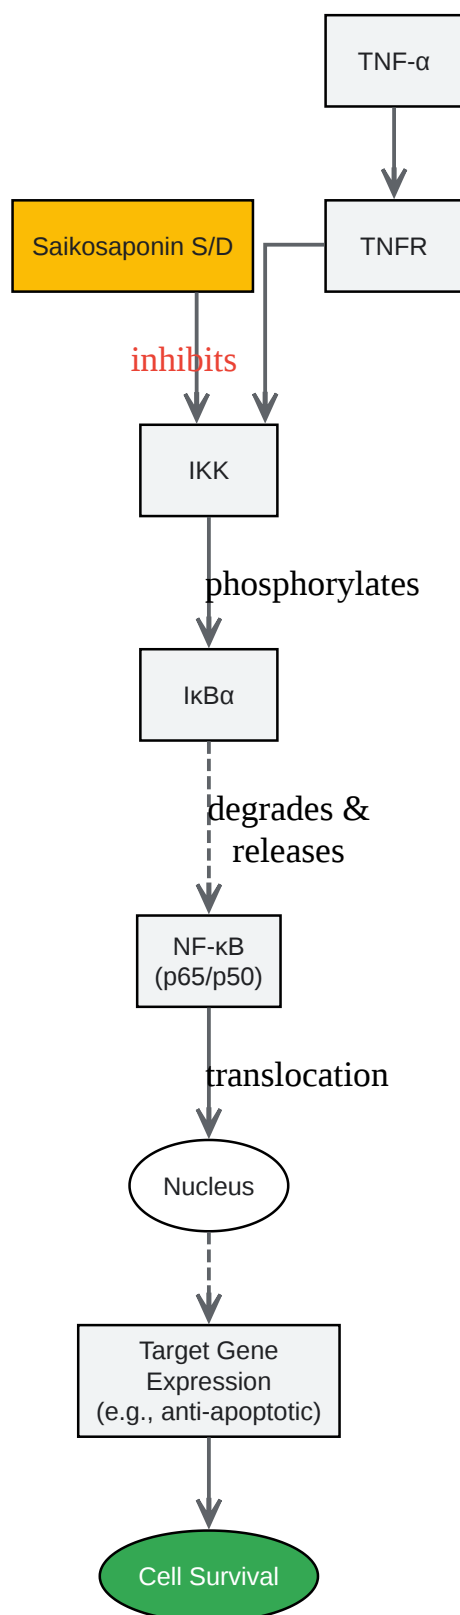 TNF-α
Saikosaponin S/D
TNFR
inhibits
IKK
phosphorylates
IκBα
degrades &
releases
NF-κB
(p65/p50)
translocation
Nucleus
Target Gene
Expression
(e.g., anti-apoptotic)
Cell Survival